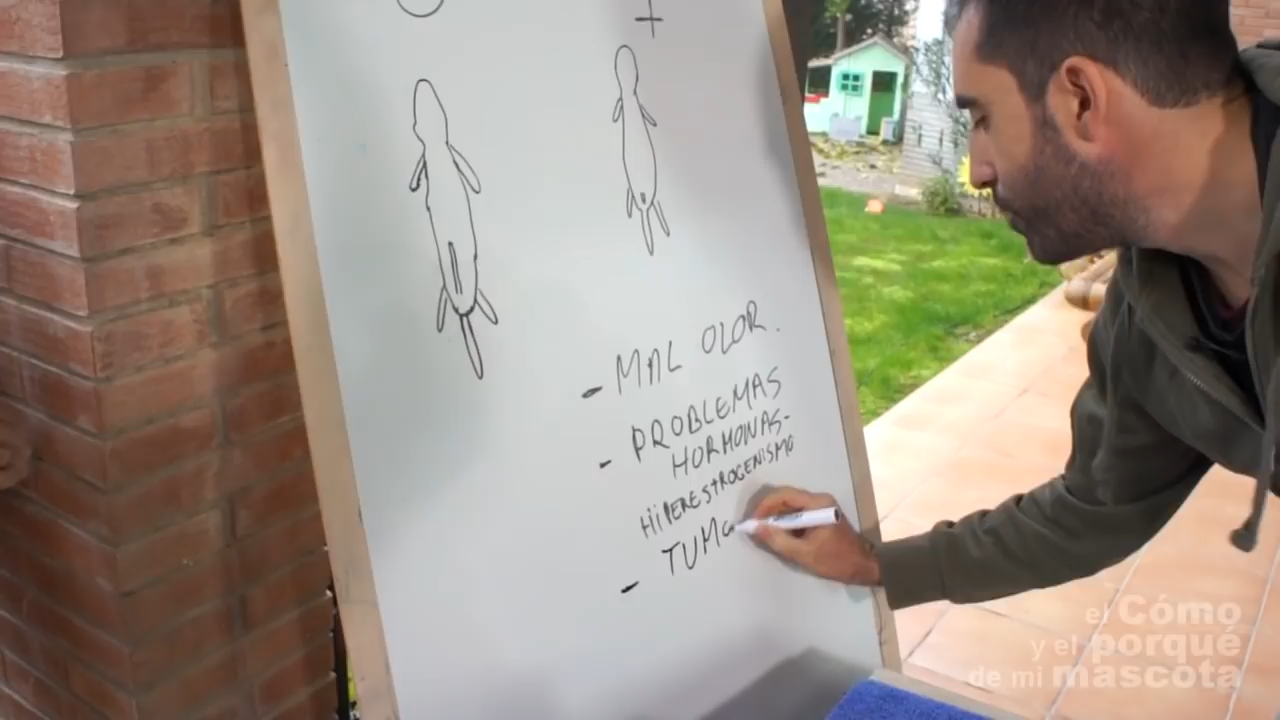 - MAL OLOR.
- PROBLEMAS
HORMONAS-
HIPERESTROGENISMO
- TUMO
el Cómo
y el porqué
de mi mascota